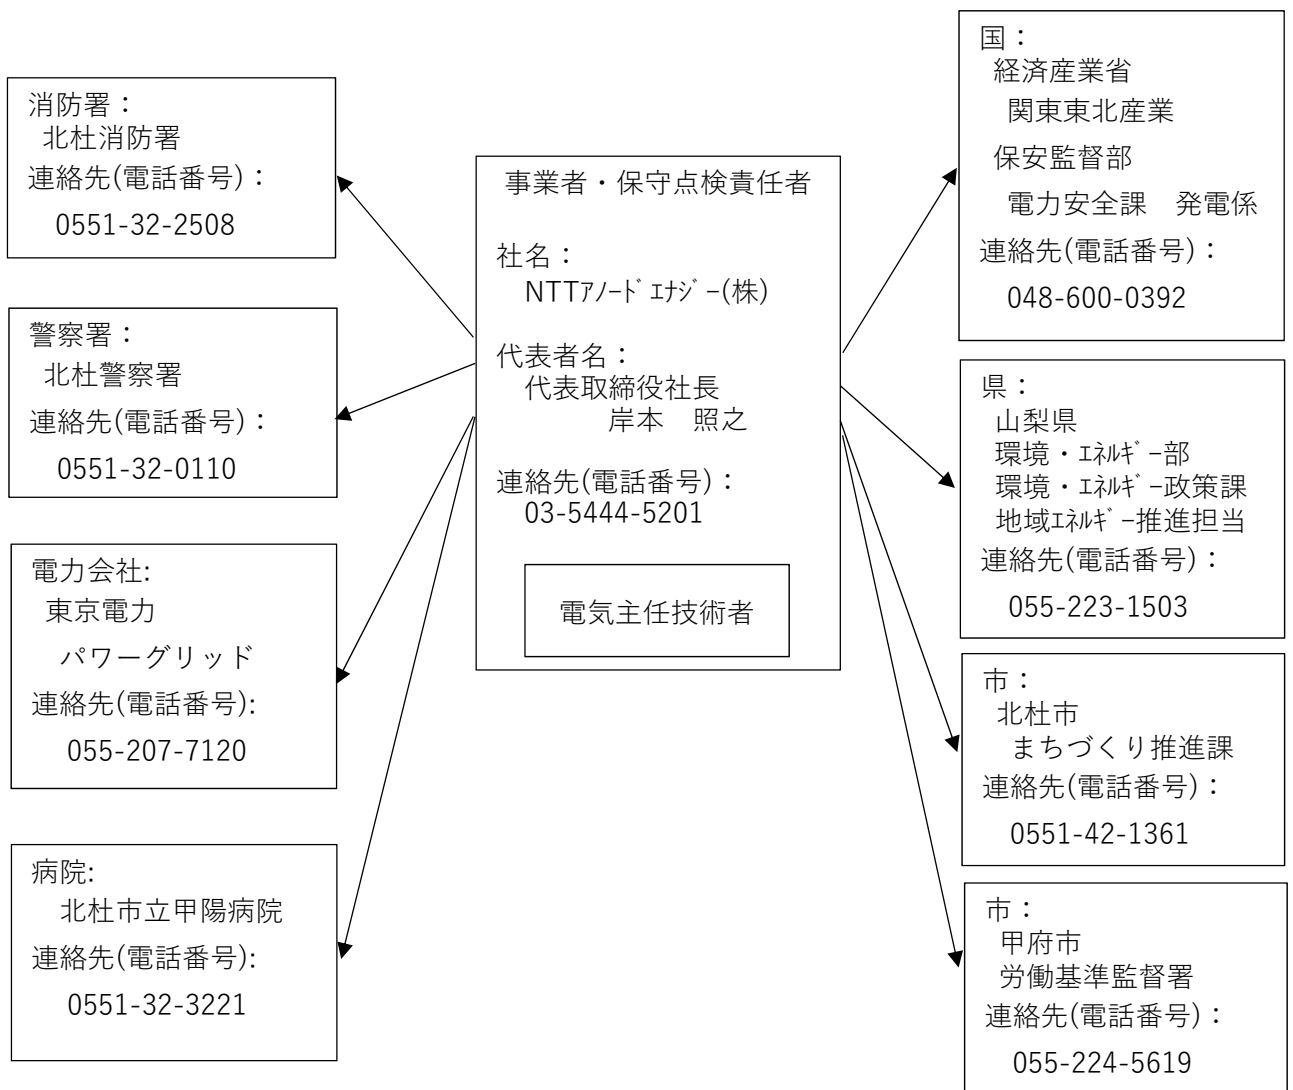 消防署：
北杜消防署
連絡先(電話番号)：
0551-32-2508
警察署：
北杜警察署
連絡先(電話番号)：
0551-32-0110
電力会社:
東京電力
パワーグリッド
連絡先(電話番号):
055-207-7120
病院:
北杜市立甲陽病院
連絡先(電話番号):
0551-32-3221
事業者・保守点検責任者
社名：
NTTｱﾉｰﾄﾞｴﾅｼﾞｰ(株)
代表者名：
代表取締役社長
岸本　照之
連絡先(電話番号)：
03-5444-5201
電気主任技術者
国：
経済産業省
関東東北産業
保安監督部
電力安全課　発電係
連絡先(電話番号)：
048-600-0392
県：
山梨県
環境・ｴﾈﾙｷﾞｰ部
環境・ｴﾈﾙｷﾞｰ政策課
地域ｴﾈﾙｷﾞｰ推進担当
連絡先(電話番号)：
055-223-1503
市：
北杜市
まちづくり推進課
連絡先(電話番号)：
0551-42-1361
市：
甲府市
労働基準監督署
連絡先(電話番号)：
055-224-5619